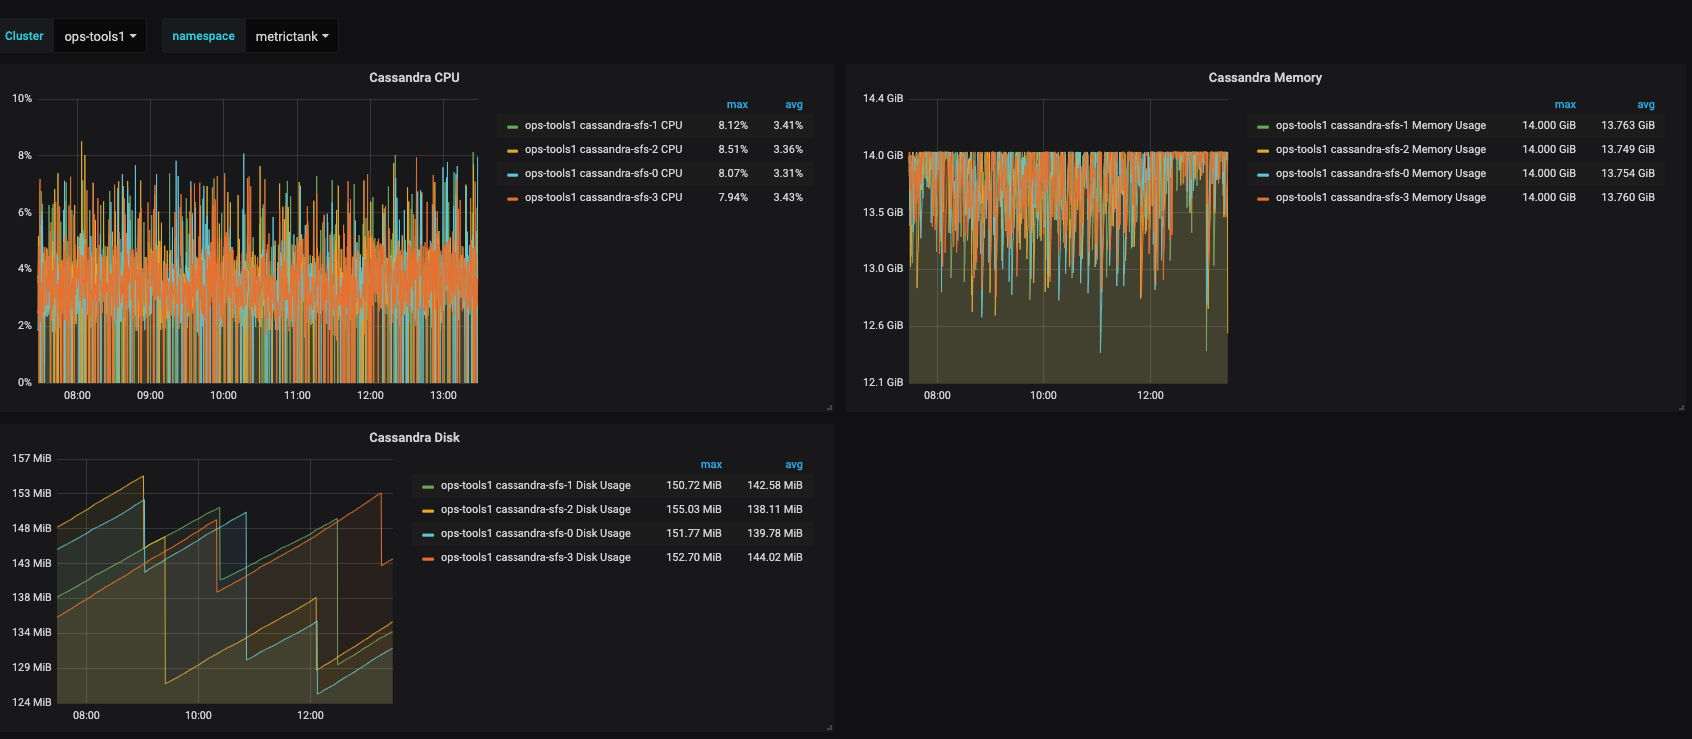 Cluster ops-tools1 namespace metrictank
Cassandra CPU
10%
8%
6%
4%
2%
0%
08:00 09:00 10:00 11:00 12:00 13:00
max avg
ops-tools1 cassandra-sfs-1 CPU 8.12% 3.41%
ops-tools1 cassandra-sfs-2 CPU 8.51% 3.36%
ops-tools1 cassandra-sfs-0 CPU 8.07% 3.31%
ops-tools1 cassandra-sfs-3 CPU 7.94% 3.43%
Cassandra Memory
14.4 GiB
14.0 GiB
13.5 GiB
13.0 GiB
12.6 GiB
12.1 GiB
08:00 10:00 12:00
max avg
ops-tools1 cassandra-sfs-1 Memory Usage 14.000 GiB 13.763 GiB
ops-tools1 cassandra-sfs-2 Memory Usage 14.000 GiB 13.749 GiB
ops-tools1 cassandra-sfs-0 Memory Usage 14.000 GiB 13.754 GiB
ops-tools1 cassandra-sfs-3 Memory Usage 14.000 GiB 13.760 GiB
Cassandra Disk
157 MiB
153 MiB
148 MiB
143 MiB
138 MiB
134 MiB
129 MiB
124 MiB
08:00 10:00 12:00
max avg
ops-tools1 cassandra-sfs-1 Disk Usage 150.72 MiB 142.58 MiB
ops-tools1 cassandra-sfs-2 Disk Usage 155.03 MiB 138.11 MiB
ops-tools1 cassandra-sfs-0 Disk Usage 151.77 MiB 139.78 MiB
ops-tools1 cassandra-sfs-3 Disk Usage 152.70 MiB 144.02 MiB